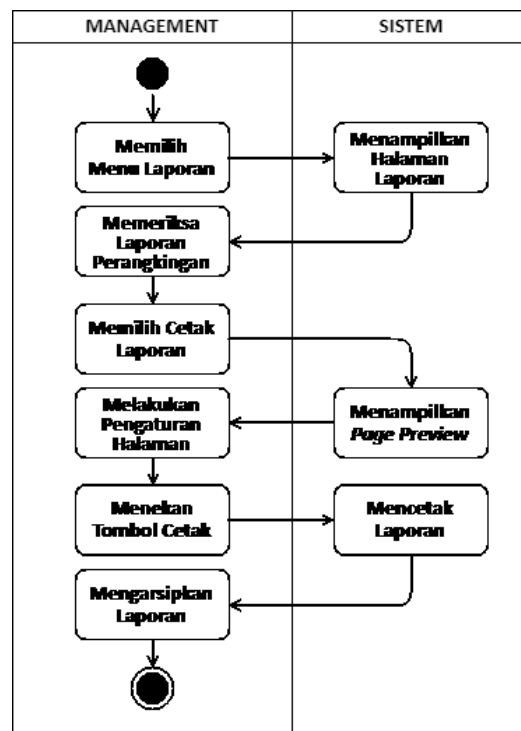 MANAGEMENT
SISTEM
Memilih
Menu Laporan
Menampilkan
Halaman
Laporan
Memeriksa
Laporan
Perangkingan
Memilih Cetak
Laporan
Menampilkan
Page Preview
Melakukan
Pengaturan
Halaman
Menekan
Tombol Cetak
Mencetak
Laporan
Mengarsipkan
Laporan